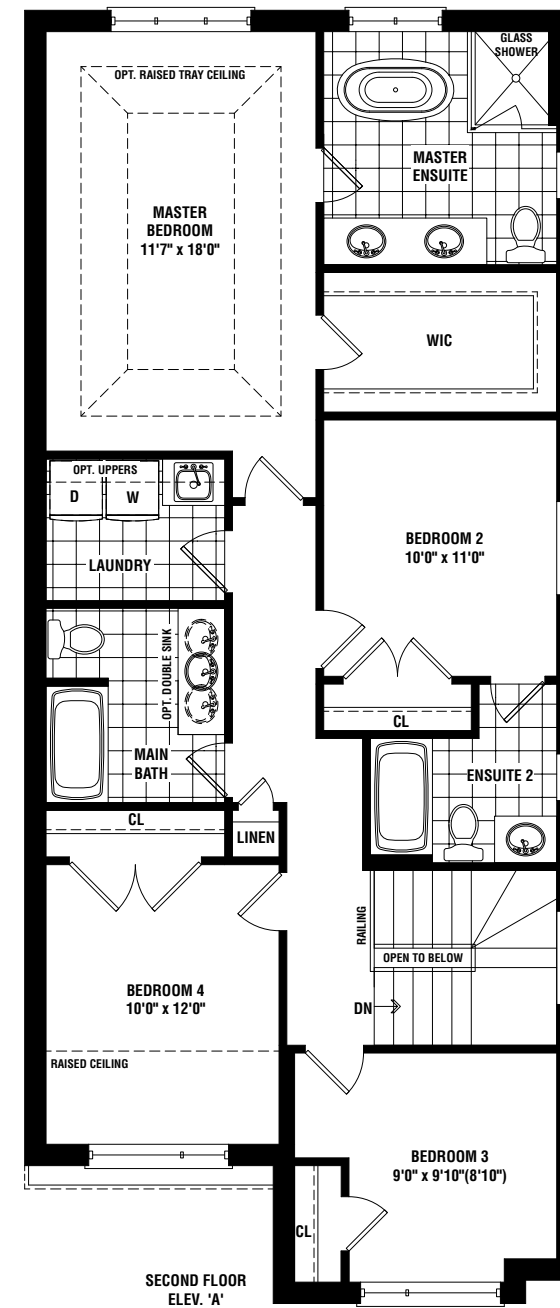 GLASS
SHOWER
OPT. RAISED TRAY CEILING
MASTER
ENSUITE
MASTER
BEDROOM
11'7" x 18'0"
WIC
OPT. UPPERS
D
W
LAUNDRY
BEDROOM 2
10'0" x 11'0"
OPT. DOUBLE SINK
MAIN
BATH
CL
ENSUITE 2
CL
LINEN
RAILING
OPEN TO BELOW
DN
BEDROOM 4
10'0" x 12'0"
RAISED CEILING
BEDROOM 3
9'0" x 9'10"(8'10")
CL
SECOND FLOOR
ELEV. 'A'